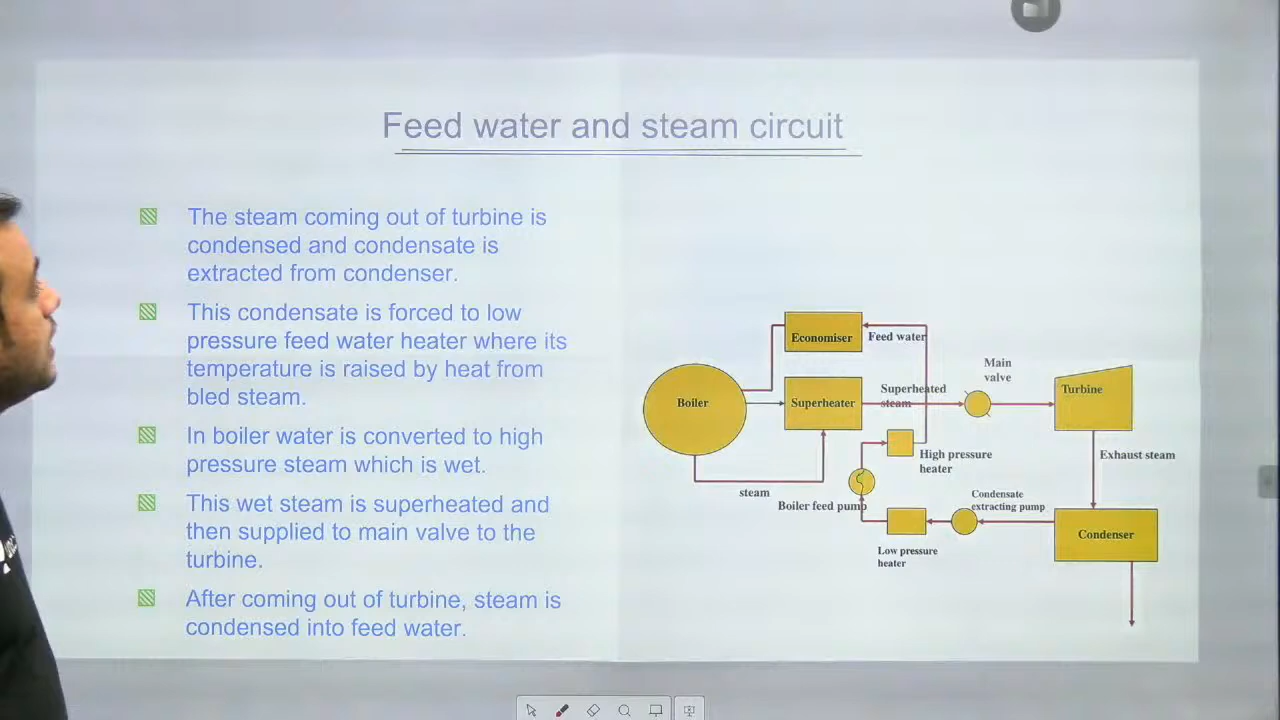 Feed water and steam circuit
The steam coming out of turbine is
condensed and condensate is
extracted from condenser.
This condensate is forced to low
pressure feed water heater where its
temperature is raised by heat from
bled steam.
In boiler water is converted to high
pressure steam which is wet.
This wet steam is superheated and
then supplied to main valve to the
turbine.
After coming out of turbine, steam is
condensed into feed water.
Economiser
Feed water
Main
valve
Boiler
Superheater
Superheated
steam
Turbine
High pressure
heater
Exhaust steam
steam
Boiler feed pump
Condensate
extracting pump
Low pressure
heater
Condenser